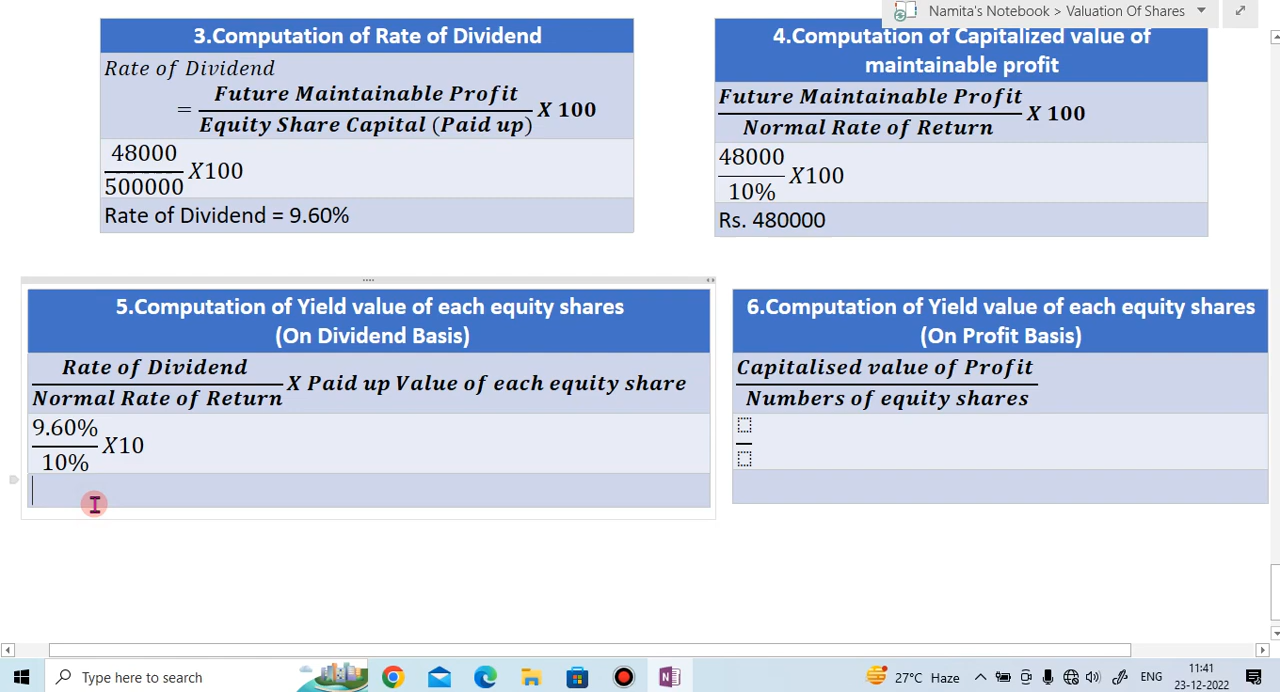 Namita's Notebook > Valuation Of Shares
3.Computation of Rate of Dividend
Rate of Dividend
= Future Maintainable Profit / Equity Share Capital (Paid up) X 100
48000 / 500000 X100
Rate of Dividend = 9.60%
4.Computation of Capitalized value of
maintainable profit
Future Maintainable Profit / Normal Rate of Return X 100
48000 / 10% X100
Rs. 480000
5.Computation of Yield value of each equity shares
(On Dividend Basis)
Rate of Dividend / Normal Rate of Return X Paid up Value of each equity share
9.60% / 10% X10
6.Computation of Yield value of each equity shares
(On Profit Basis)
Capitalised value of Profit / Numbers of equity shares
Type here to search
27°C Haze
ENG
11:41
23-12-2022